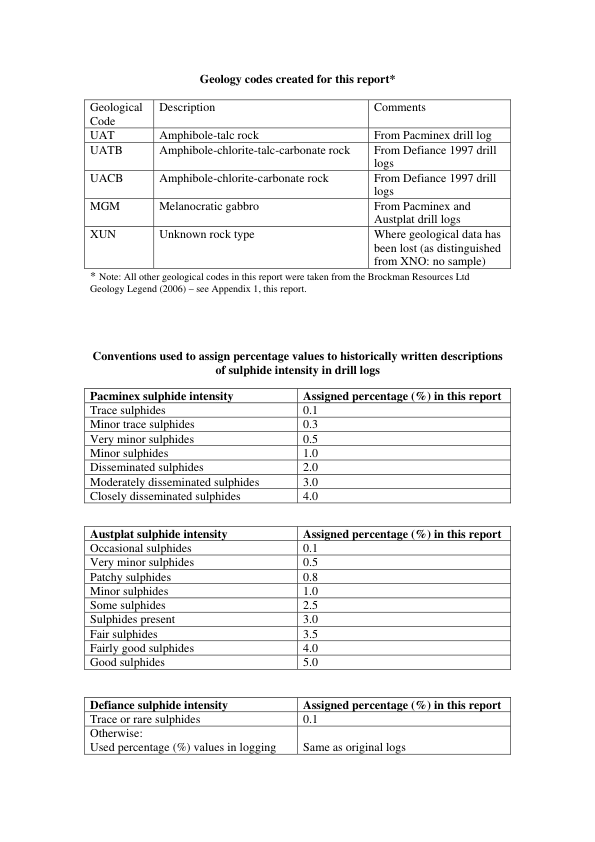 Geology codes created for this report*
Geological Code Description Comments
UAT Amphibole-talc rock From Pacminex drill log
UATB Amphibole-chlorite-talc-carbonate rock From Defiance 1997 drill logs
UACB Amphibole-chlorite-carbonate rock From Defiance 1997 drill logs
MGM Melanocratic gabbro From Pacminex and Austplat drill logs
XUN Unknown rock type Where geological data has been lost (as distinguished from XNO: no sample)
* Note: All other geological codes in this report were taken from the Brockman Resources Ltd
Geology Legend (2006) – see Appendix 1, this report.
Conventions used to assign percentage values to historically written descriptions
of sulphide intensity in drill logs
Pacminex sulphide intensity Assigned percentage (%) in this report
Trace sulphides 0.1
Minor trace sulphides 0.3
Very minor sulphides 0.5
Minor sulphides 1.0
Disseminated sulphides 2.0
Moderately disseminated sulphides 3.0
Closely disseminated sulphides 4.0
Austplat sulphide intensity Assigned percentage (%) in this report
Occasional sulphides 0.1
Very minor sulphides 0.5
Patchy sulphides 0.8
Minor sulphides 1.0
Some sulphides 2.5
Sulphides present 3.0
Fair sulphides 3.5
Fairly good sulphides 4.0
Good sulphides 5.0
Defiance sulphide intensity Assigned percentage (%) in this report
Trace or rare sulphides 0.1
Otherwise:
Used percentage (%) values in logging Same as original logs